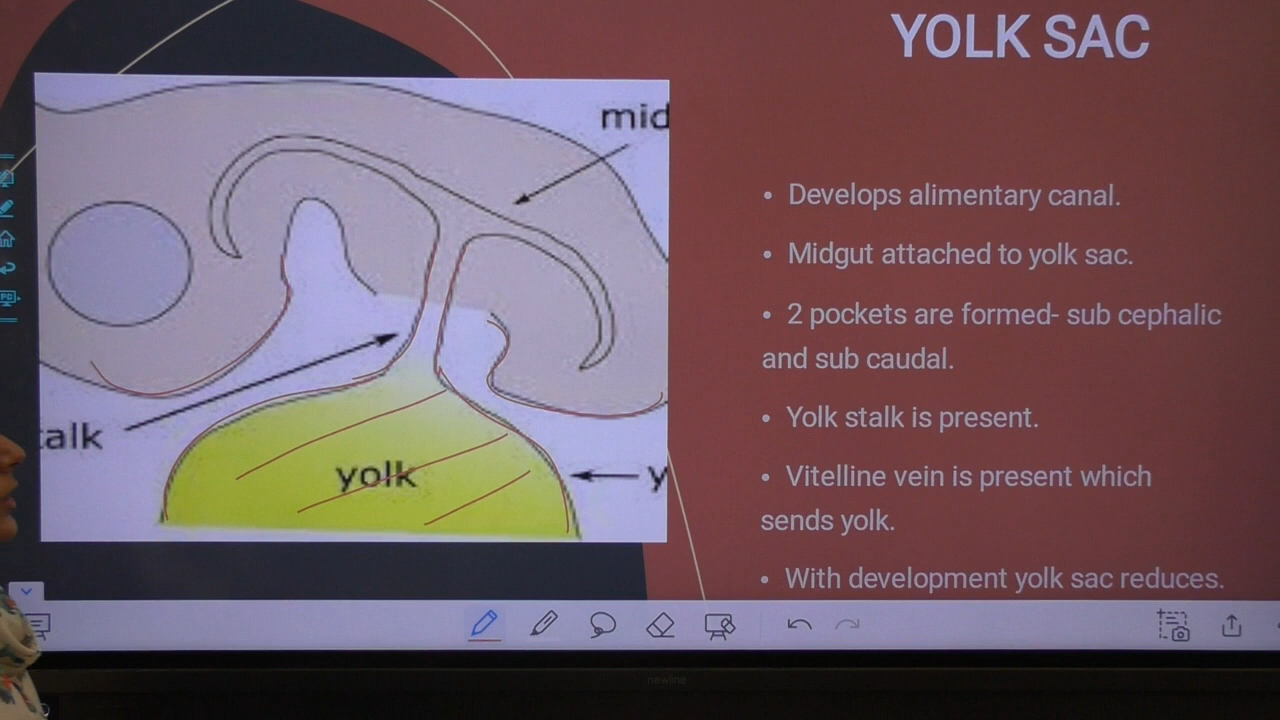 YOLK SAC
mid
• Develops alimentary canal.
• Midgut attached to yolk sac.
• 2 pockets are formed- sub cephalic
and sub caudal.
• Yolk stalk is present.
• Vitelline vein is present which
sends yolk.
• With development yolk sac reduces.
talk
yolk
y
PC
newline